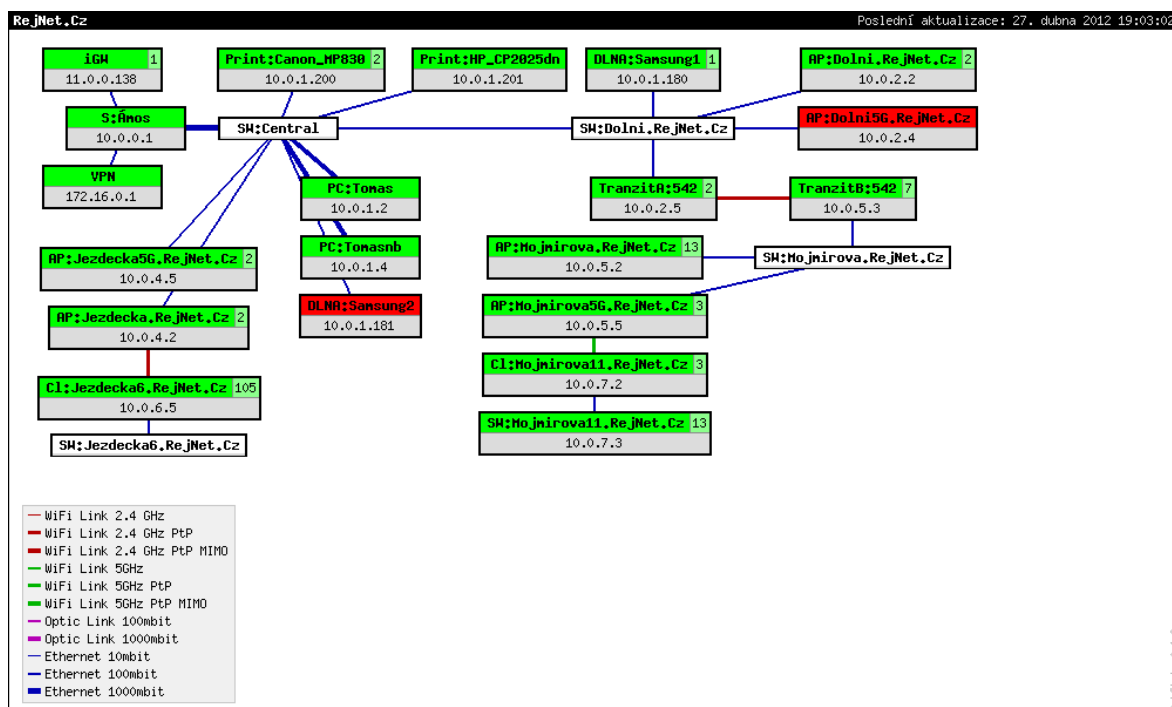 RejNet.Cz
Poslední aktualizace: 27. dubna 2012 19:03:02
iGW 1
11.0.0.138
Print:Canon_MP830 2
10.0.1.200
Print:HP_CP2025dn
10.0.1.201
DLNA:Samsung1 1
10.0.1.180
AP:Dolni.RejNet.Cz 2
10.0.2.2
S:Ámos
10.0.0.1
SW:Central
SW:Dolni.RejNet.Cz
AP:Dolni5G.RejNet.Cz
10.0.2.4
VPN
172.16.0.1
PC:Tomas
10.0.1.2
TranzitA:542 2
10.0.2.5
TranzitB:542 7
10.0.5.3
AP:Jezdecka5G.RejNet.Cz 2
10.0.4.5
PC:Tomasnb
10.0.1.4
AP:Mojmirova.RejNet.Cz 13
10.0.5.2
SW:Mojmirova.RejNet.Cz
AP:Jezdecka.RejNet.Cz 2
10.0.4.2
DLNA:Samsung2
10.0.1.181
AP:Mojmirova5G.RejNet.Cz 3
10.0.5.5
Cl:Jezdecka6.RejNet.Cz 105
10.0.6.5
Cl:Mojmirova11.RejNet.Cz 3
10.0.7.2
SW:Jezdecka6.RejNet.Cz
SW:Mojmirova11.RejNet.Cz 13
10.0.7.3
WiFi Link 2.4 GHz
WiFi Link 2.4 GHz PtP
WiFi Link 2.4 GHz PtP MIMO
WiFi Link 5GHz
WiFi Link 5GHz PtP
WiFi Link 5GHz PtP MIMO
Optic Link 100mbit
Optic Link 1000mbit
Ethernet 10mbit
Ethernet 100mbit
Ethernet 1000mbit